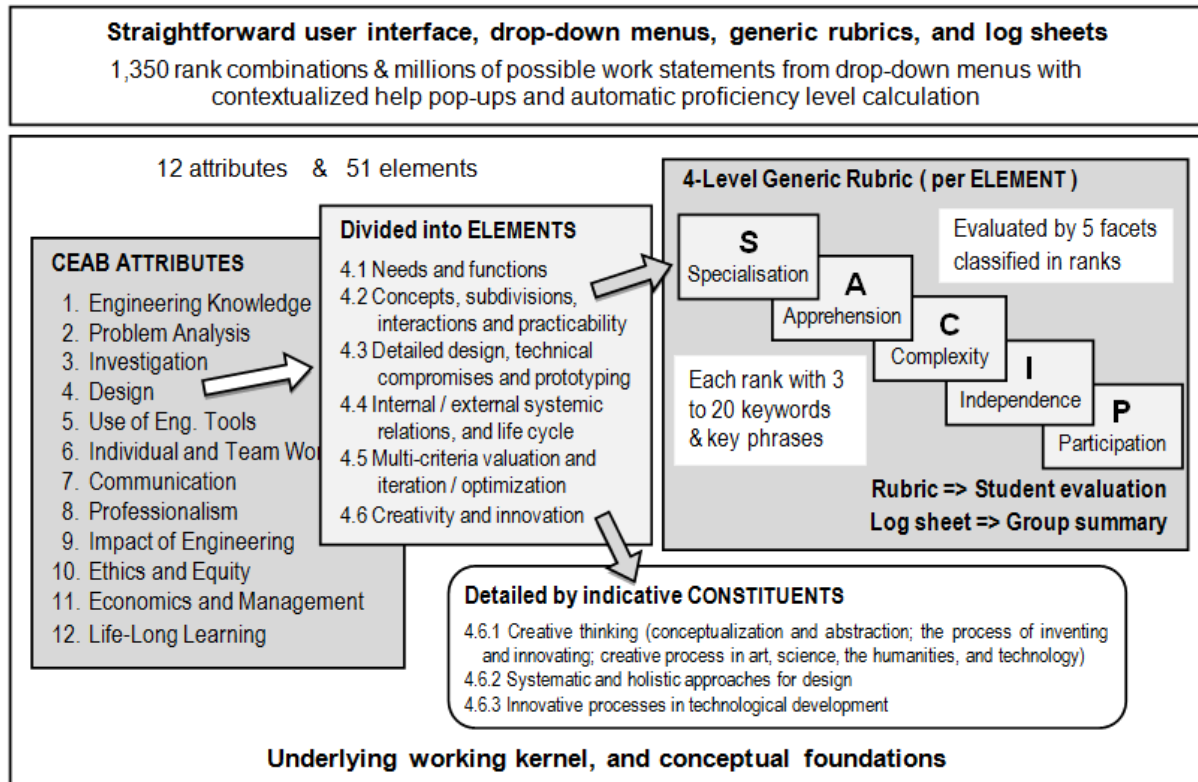 Straightforward user interface, drop-down menus, generic rubrics, and log sheets
1,350 rank combinations & millions of possible work statements from drop-down menus with
contextualized help pop-ups and automatic proficiency level calculation
12 attributes & 51 elements
CEAB ATTRIBUTES
1. Engineering Knowledge
2. Problem Analysis
3. Investigation
4. Design
5. Use of Eng. Tools
6. Individual and Team Wor
7. Communication
8. Professionalism
9. Impact of Engineering
10. Ethics and Equity
11. Economics and Management
12. Life-Long Learning
Divided into ELEMENTS
4.1 Needs and functions
4.2 Concepts, subdivisions,
interactions and practicability
4.3 Detailed design, technical
compromises and prototyping
4.4 Internal / external systemic
relations, and life cycle
4.5 Multi-criteria valuation and
iteration / optimization
4.6 Creativity and innovation
4-Level Generic Rubric ( per ELEMENT )
S
Specialisation
A
Apprehension
C
Complexity
I
Independence
P
Participation
Evaluated by 5 facets
classified in ranks
Each rank with 3
to 20 keywords
& key phrases
Rubric => Student evaluation
Log sheet => Group summary
Detailed by indicative CONSTITUENTS
4.6.1 Creative thinking (conceptualization and abstraction; the process of inventing
and innovating; creative process in art, science, the humanities, and technology)
4.6.2 Systematic and holistic approaches for design
4.6.3 Innovative processes in technological development
Underlying working kernel, and conceptual foundations